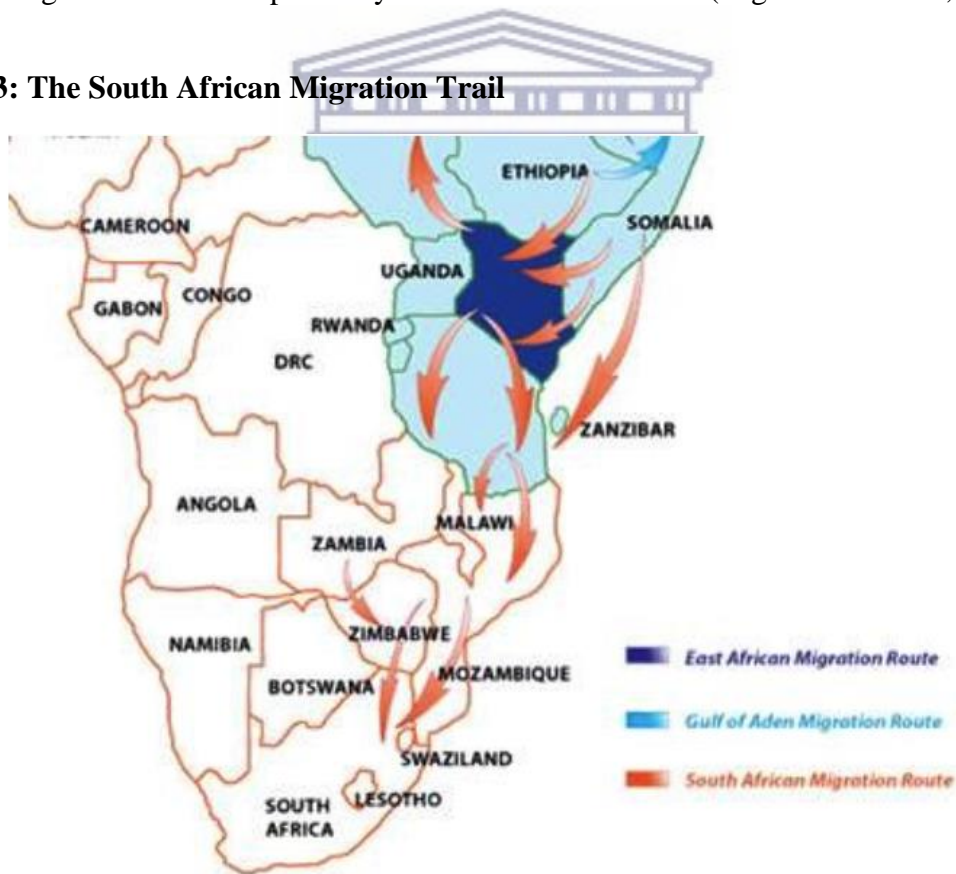 3: The South African Migration Trail
ETHIOPIA
SOMALIA
CAMEROON
UGANDA
GABON
CONGO
RWANDA
DRC
ZANZIBAR
ANGOLA
MALAWI
ZAMBIA
ZIMBABWE
NAMIBIA
MOZAMBIQUE
BOTSWANA
SWAZILAND
LESOTHO
SOUTH
AFRICA
East African Migration Route
Gulf of Aden Migration Route
South African Migration Route